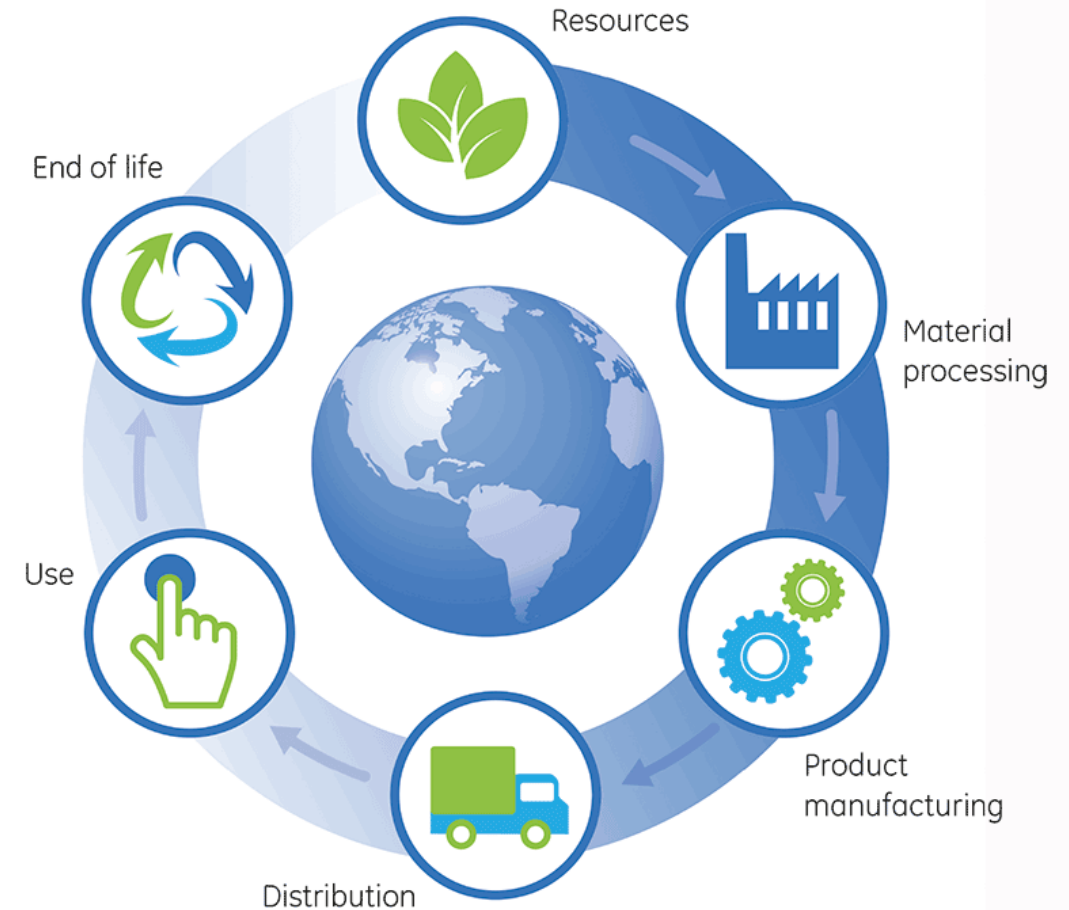 Resources
Material
processing
Product
manufacturing
Distribution
Use
End of life